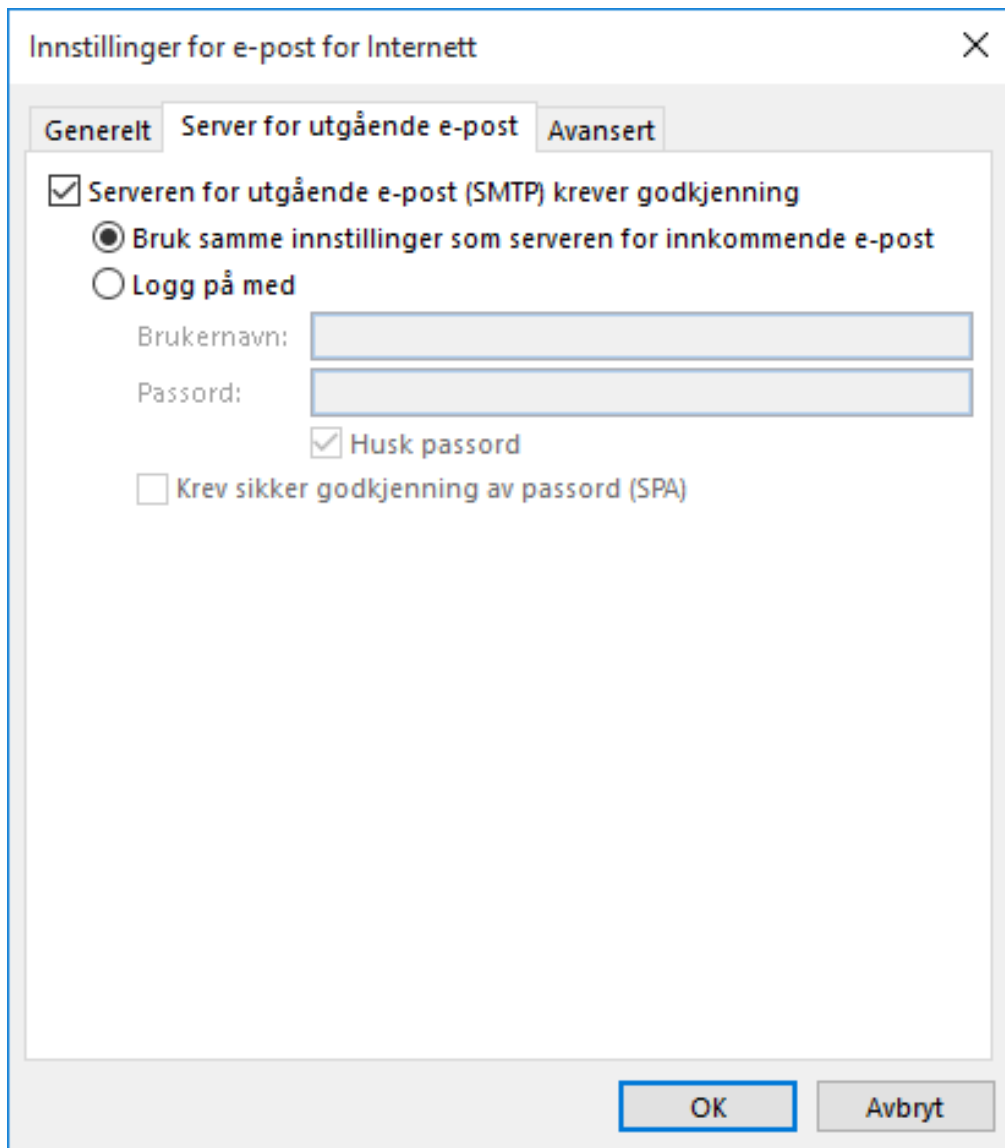 Innstillinger for e-post for Internett
Generelt Server for utgående e-post Avansert
Serveren for utgående e-post (SMTP) krever godkjenning
Bruk samme innstillinger som serveren for innkommende e-post
Logg på med
Brukernavn:
Passord:
Husk passord
Krev sikker godkjenning av passord (SPA)
OK Avbryt